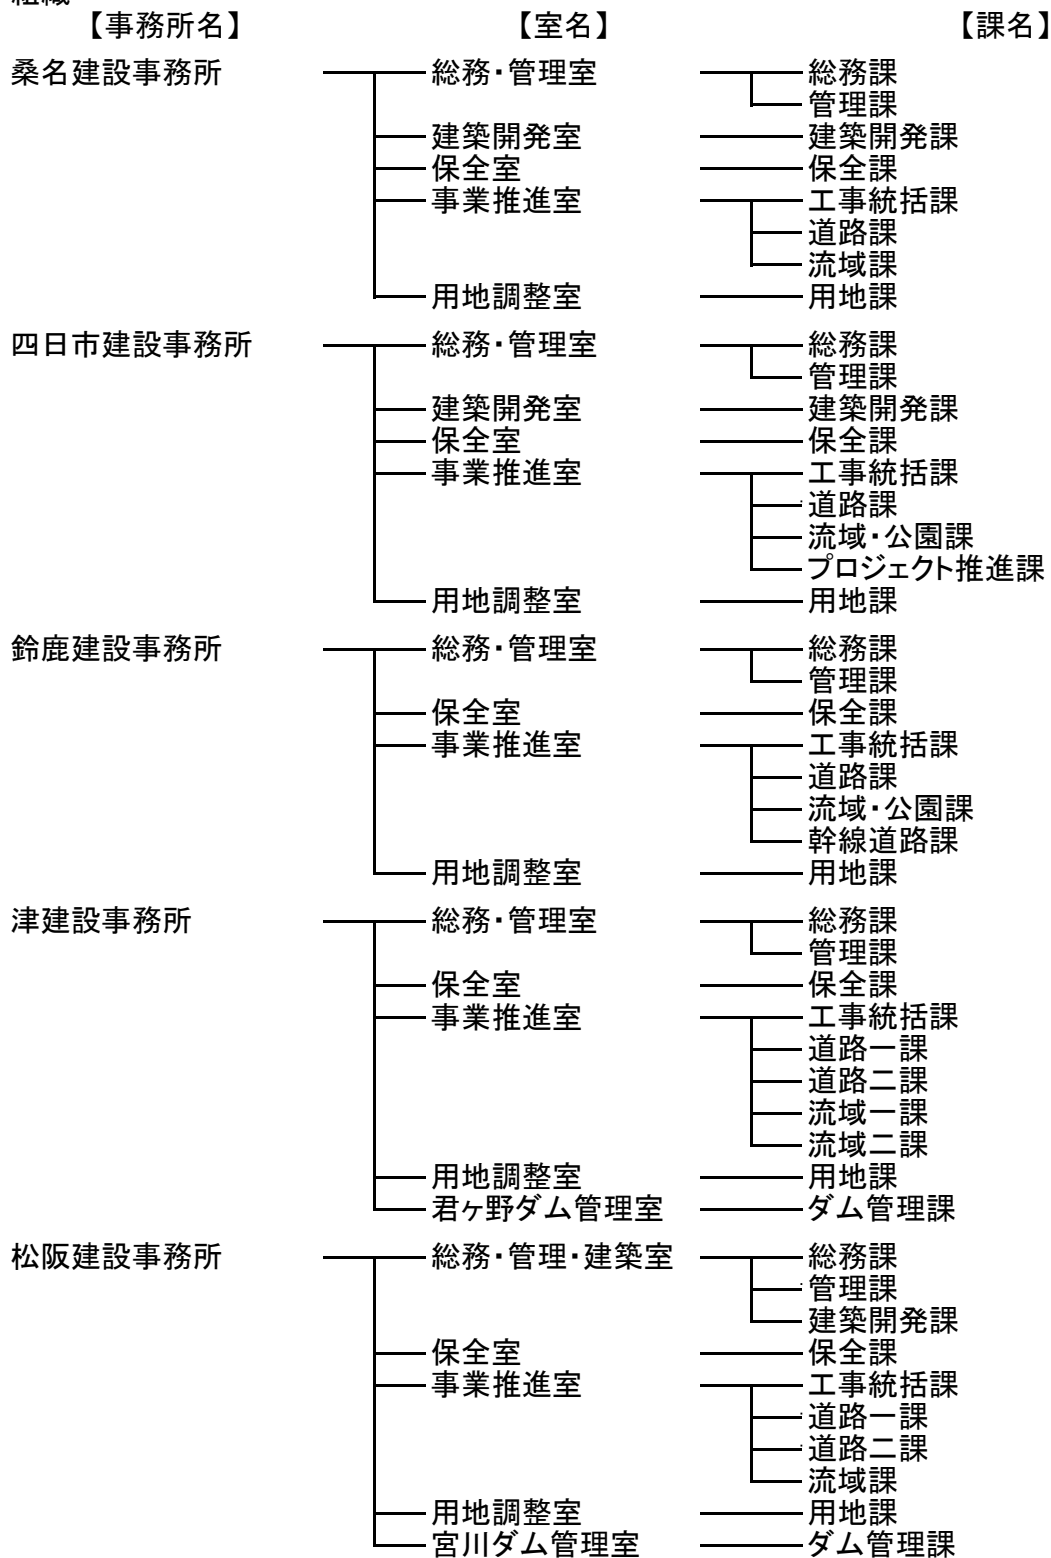 【事務所名】 【室名】 【課名】
桑名建設事務所 総務・管理室 総務課
管理課
建築開発室 建築開発課
保全室 保全課
事業推進室 工事統括課
道路課
流域課
用地調整室 用地課
四日市建設事務所 総務・管理室 総務課
管理課
建築開発室 建築開発課
保全室 保全課
事業推進室 工事統括課
道路課
流域・公園課
プロジェクト推進課
用地調整室 用地課
鈴鹿建設事務所 総務・管理室 総務課
管理課
保全室 保全課
事業推進室 工事統括課
道路課
流域・公園課
幹線道路課
用地調整室 用地課
津建設事務所 総務・管理室 総務課
管理課
保全室 保全課
事業推進室 工事統括課
道路一課
道路二課
流域一課
流域二課
用地調整室 用地課
君ヶ野ダム管理室 ダム管理課
松阪建設事務所 総務・管理・建築室 総務課
管理課
建築開発課
保全室 保全課
事業推進室 工事統括課
道路一課
道路二課
流域課
用地調整室 用地課
宮川ダム管理室 ダム管理課